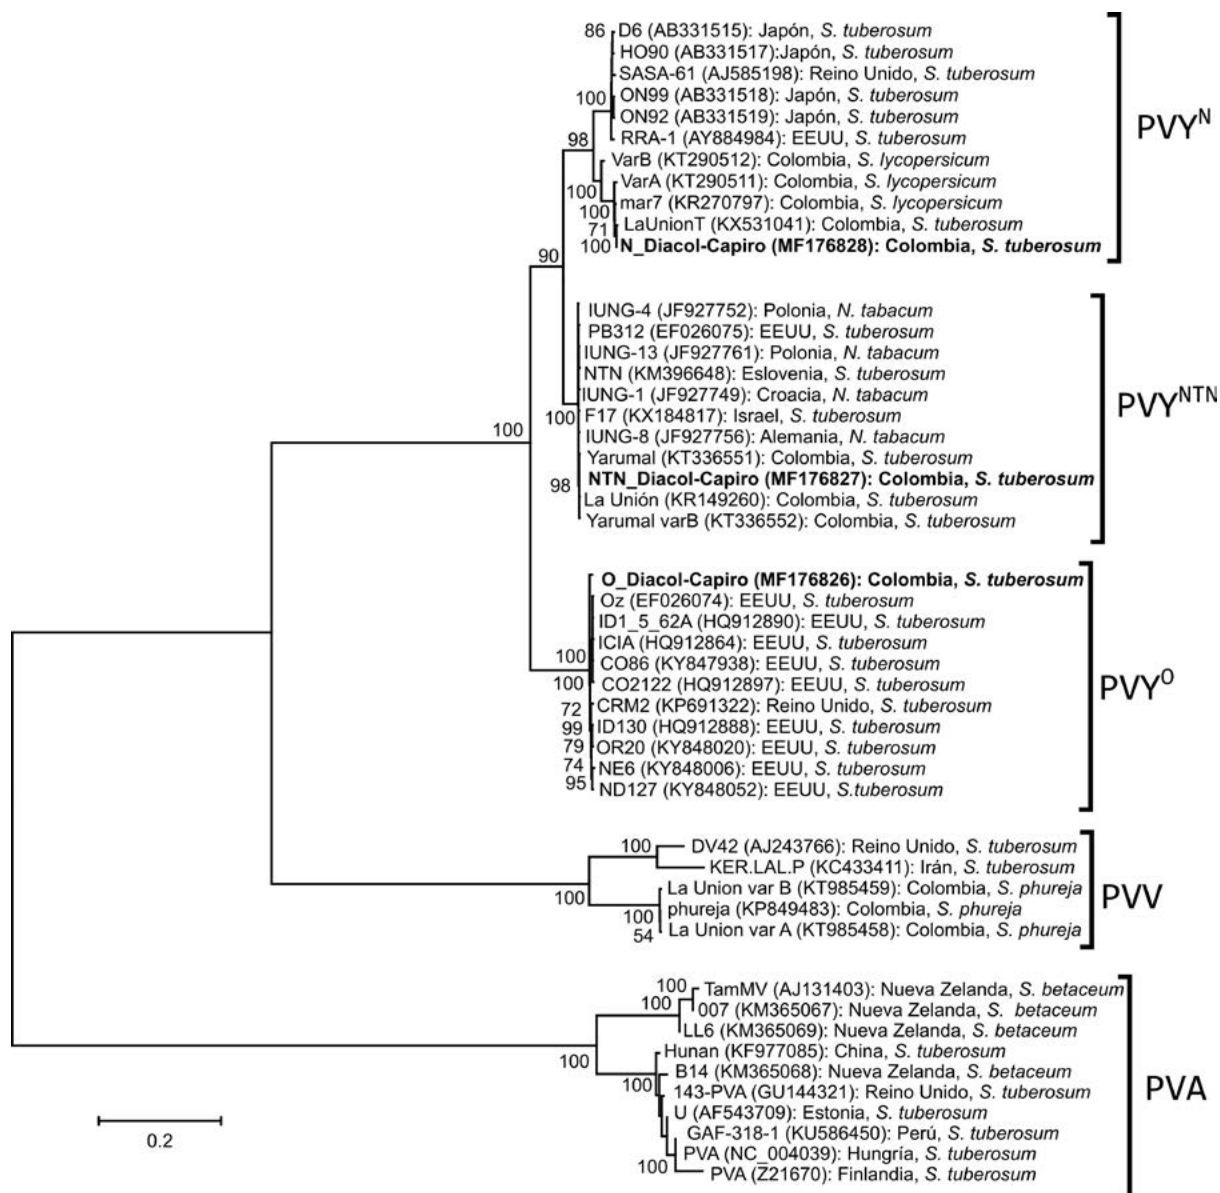 86 D6 (AB331515): Japón, S. tuberosum
HO90 (AB331517):Japón, S. tuberosum
SASA-61 (AJ585198): Reino Unido, S. tuberosum
100 ON99 (AB331518): Japón, S. tuberosum
ON92 (AB331519): Japón, S. tuberosum
PVY^N
98 RRA-1 (AY884984): EEUU, S. tuberosum
VarB (KT290512): Colombia, S. lycopersicum
100 VarA (KT290511): Colombia, S. lycopersicum
100 mar7 (KR270797): Colombia, S. lycopersicum
71 LaUnionT (KX531041): Colombia, S. tuberosum
100 N_Diacol-Capiro (MF176828): Colombia, S. tuberosum
90
IUNG-4 (JF927752): Polonia, N. tabacum
PB312 (EF026075): EEUU, S. tuberosum
IUNG-13 (JF927761): Polonia, N. tabacum
NTN (KM396648): Eslovenia, S. tuberosum
IUNG-1 (JF927749): Croacia, N. tabacum
PVY^NTN
100 F17 (KX184817): Israel, S. tuberosum
100 IUNG-8 (JF927756): Alemania, N. tabacum
Yarumal (KT336551): Colombia, S. tuberosum
98 NTN_Diacol-Capiro (MF176827): Colombia, S. tuberosum
La Unión (KR149260): Colombia, S. tuberosum
Yarumal varB (KT336552): Colombia, S. tuberosum
O_Diacol-Capiro (MF176826): Colombia, S. tuberosum
Oz (EF026074): EEUU, S. tuberosum
ID1_5_62A (HQ912890): EEUU, S. tuberosum
ICIA (HQ912864): EEUU, S. tuberosum
100 CO86 (KY847938): EEUU, S. tuberosum
100 CO2122 (HQ912897): EEUU, S. tuberosum
PVY^O
72 CRM2 (KP691322): Reino Unido, S. tuberosum
99 ID130 (HQ912888): EEUU, S. tuberosum
79 OR20 (KY848020): EEUU, S. tuberosum
74 NE6 (KY848006): EEUU, S. tuberosum
95 ND127 (KY848052): EEUU, S.tuberosum
100 DV42 (AJ243766): Reino Unido, S. tuberosum
KER.LAL.P (KC433411): Irán, S. tuberosum
100 La Union var B (KT985459): Colombia, S. phureja
PVV
100 phureja (KP849483): Colombia, S. phureja
54 La Union var A (KT985458): Colombia, S. phureja
100 TamMV (AJ131403): Nueva Zelanda, S. betaceum
100 007 (KM365067): Nueva Zelanda, S. betaceum
LL6 (KM365069): Nueva Zelanda, S. betaceum
100 Hunan (KF977085): China, S. tuberosum
100 B14 (KM365068): Nueva Zelanda, S. betaceum
143-PVA (GU144321): Reino Unido, S. tuberosum
PVA
U (AF543709): Estonia, S. tuberosum
GAF-318-1 (KU586450): Perú, S. tuberosum
PVA (NC_004039): Hungría, S. tuberosum
100 PVA (Z21670): Finlandia, S. tuberosum
0.2